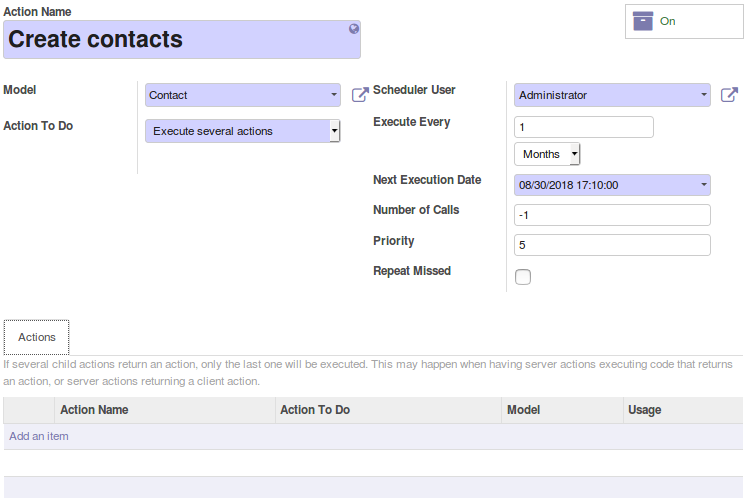 Action Name
Create contacts
On
Model
Contact
Action To Do
Execute several actions
Scheduler User
Administrator
Execute Every
1
Months
Next Execution Date
08/30/2018 17:10:00
Number of Calls
-1
Priority
5
Repeat Missed
Actions
If several child actions return an action, only the last one will be executed. This may happen when having server actions executing code that returns
an action, or server actions returning a client action.
Action Name Action To Do Model Usage
Add an item